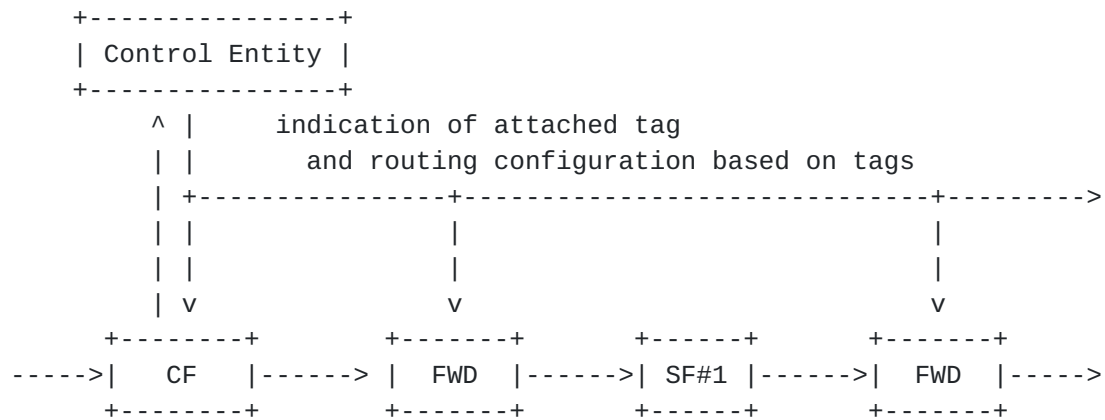 Control Entity
indication of attached tag
and routing configuration based on tags
CF FWD SF#1 FWD